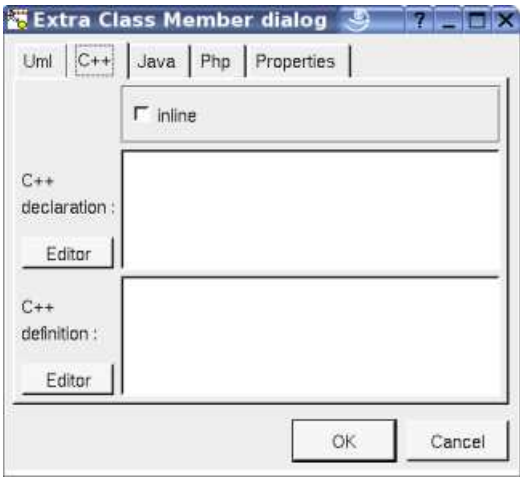 Extra Class Member dialog ?
Uml C++ Java Php Properties
inline
C++
declaration :
Editor
C++
definition :
Editor
OK Cancel